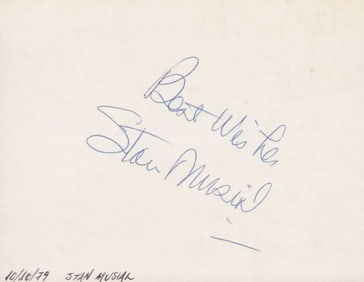 Best Wishes
Stan Musial
10/10/79 STAN MUSIAL